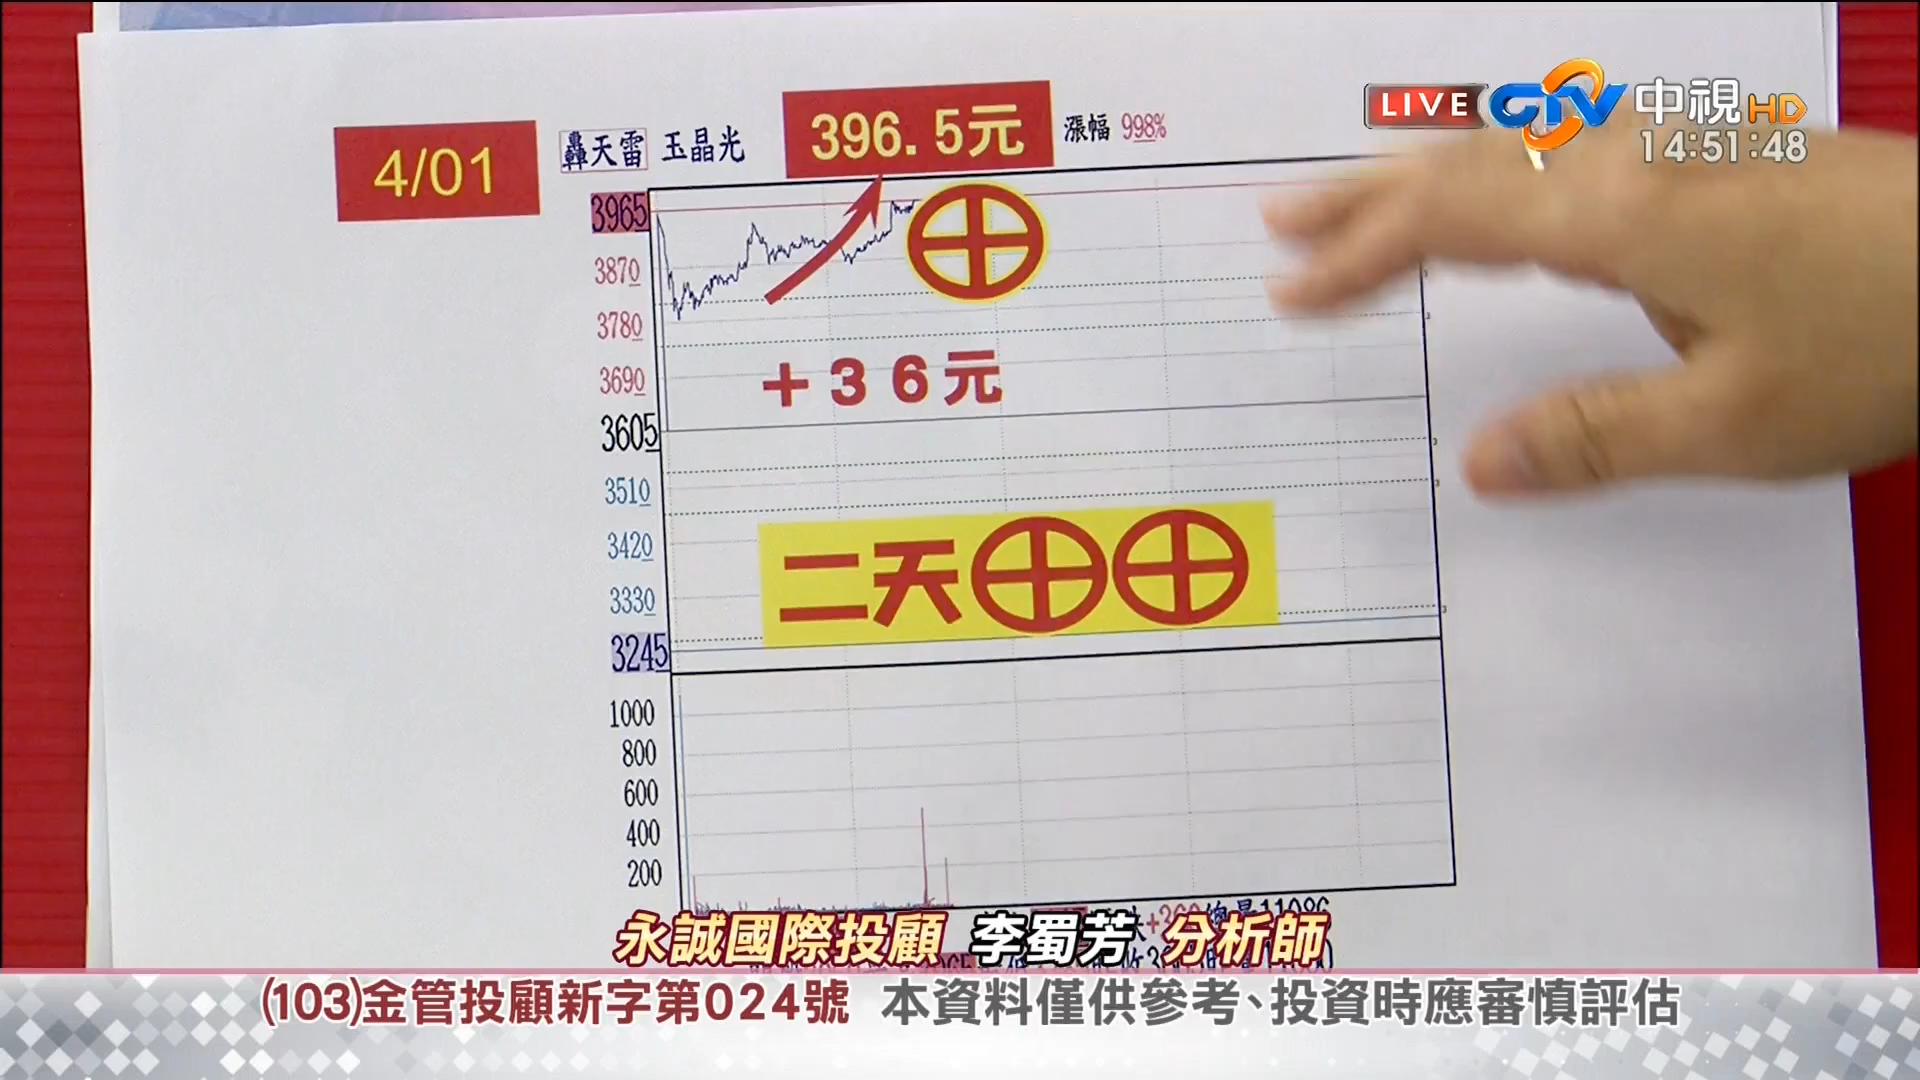 LIVE CTV 中視HD
14:51:48
4/01
轟天雷 玉晶光 396.5元 漲幅 998%
3965
3870
3780
3690
3605
3510
3420
3330
3245
+36元
二天
1000
800
600
400
200
永誠國際投顧 李蜀芳 分析師
(103)金管投顧新字第024號 本資料僅供參考、投資時應審慎評估